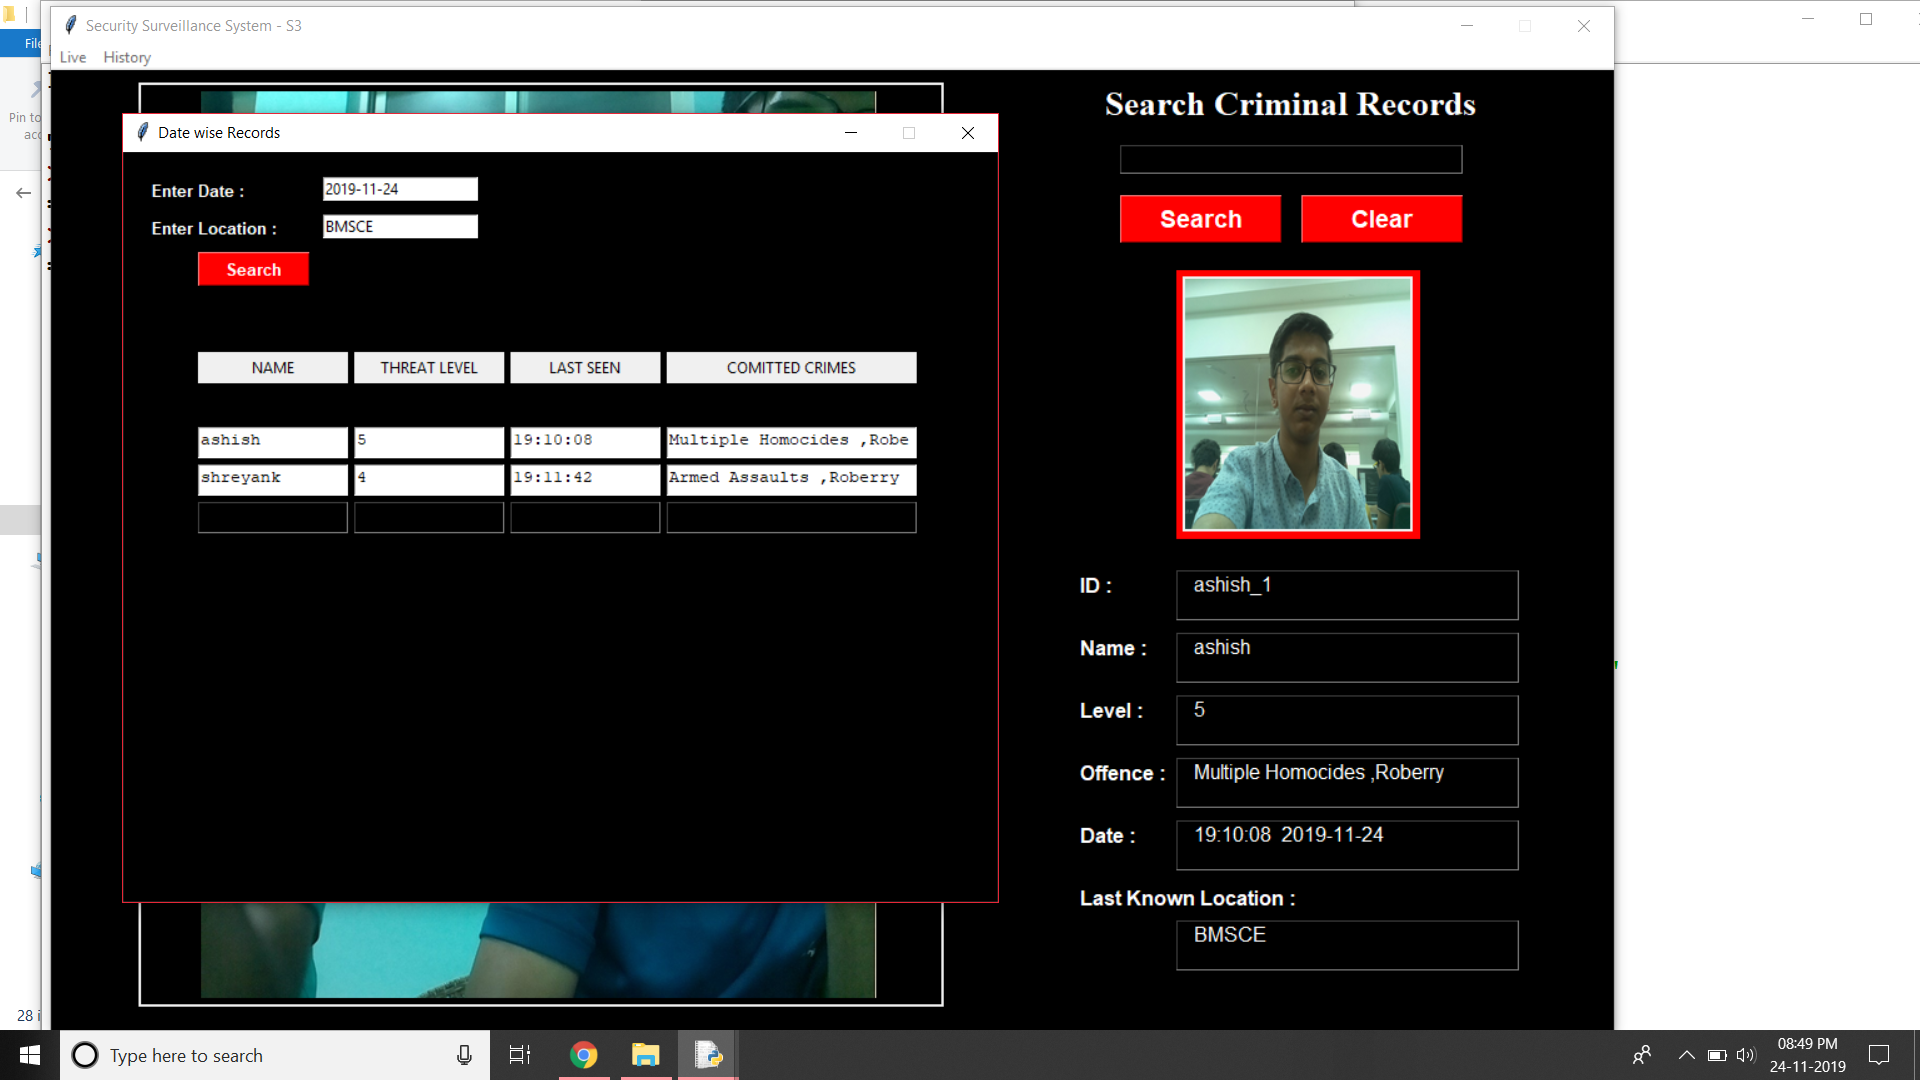 File
Security Surveillance System - S3
Live History
Pin to
acc
Date wise Records
Enter Date : 2019-11-24
Enter Location : BMSCE
Search
NAME THREAT LEVEL LAST SEEN COMITTED CRIMES
ashish 5 19:10:08 Multiple Homocides ,Robe
shreyank 4 19:11:42 Armed Assaults ,Roberry
Search Criminal Records
Search Clear
ID : ashish_1
Name : ashish
Level : 5
Offence : Multiple Homocides ,Roberry
Date : 19:10:08 2019-11-24
Last Known Location :
BMSCE
28 i
Type here to search
08:49 PM
24-11-2019